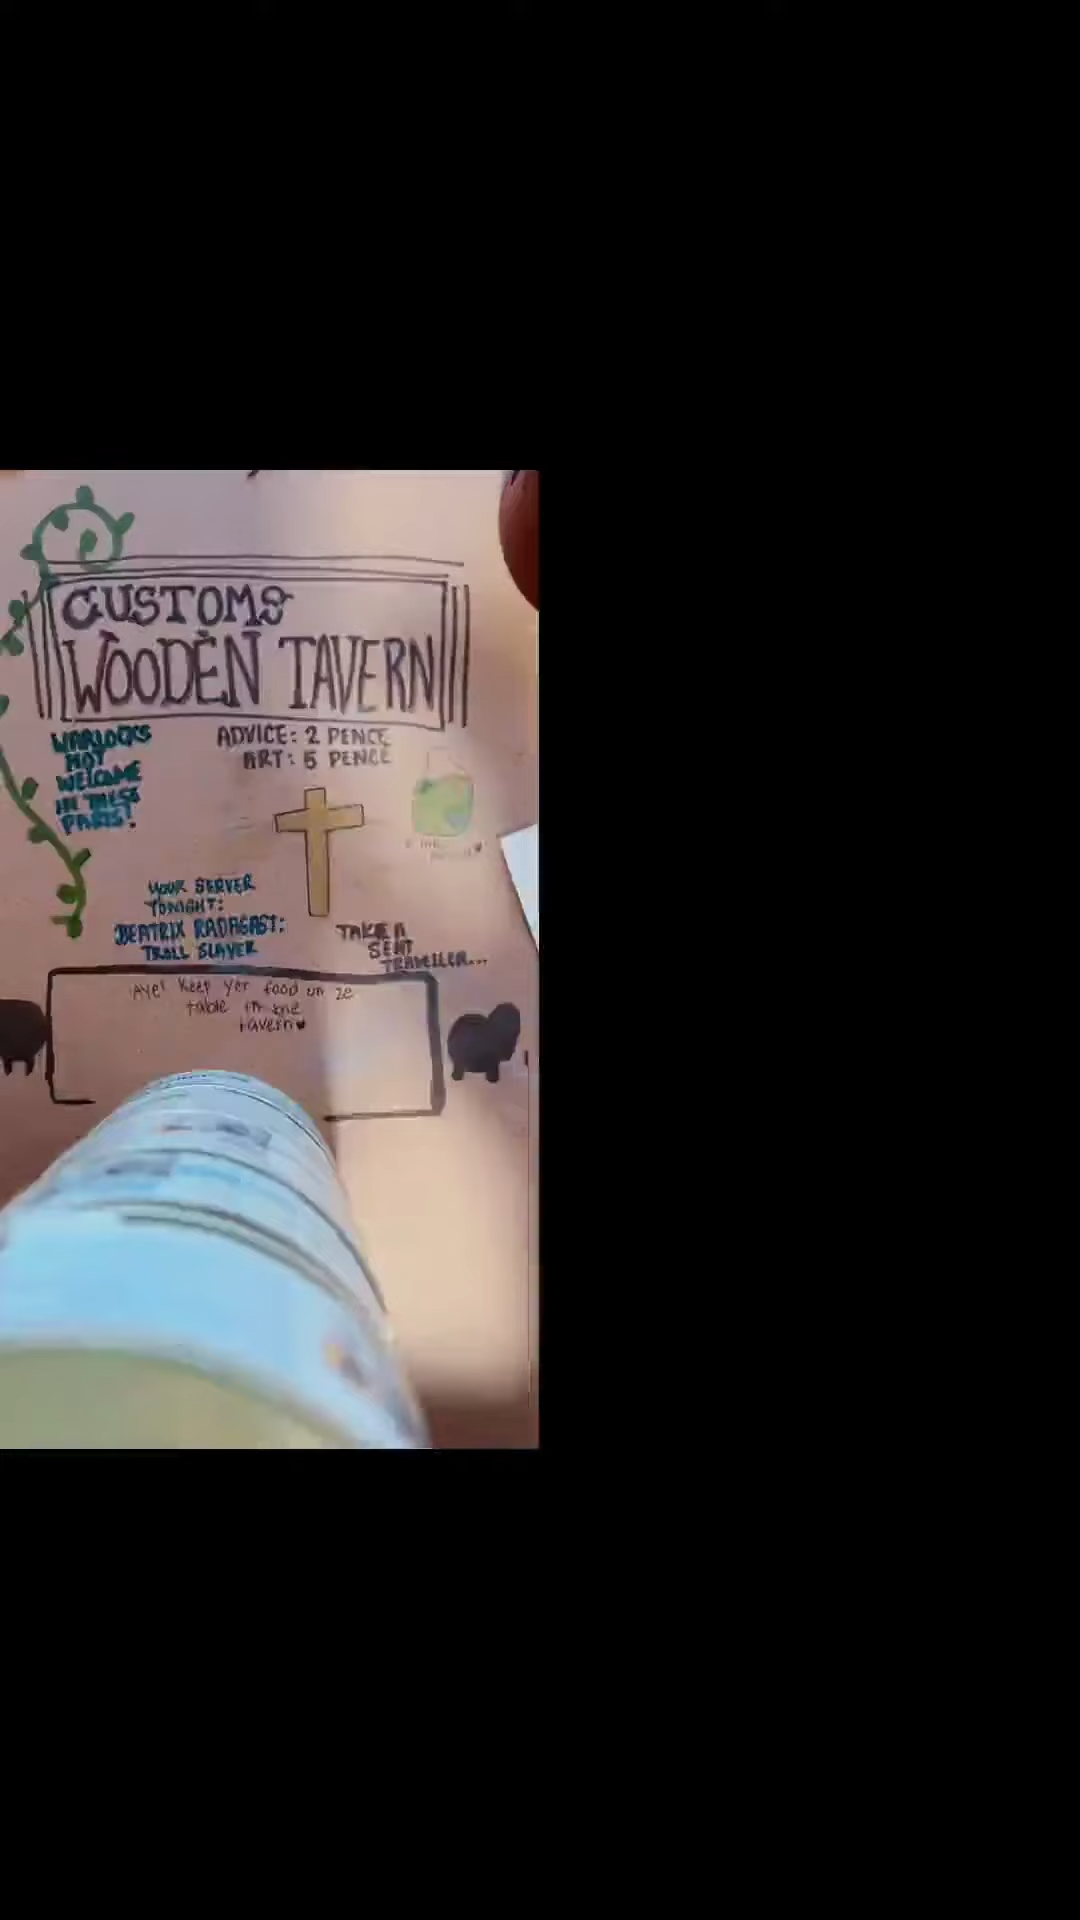 CUSTOMS
WOODEN TAVERN
WARLOCKS
NOT
WELCOME
IN THESE
PARTS!
ADVICE: 2 PENCE
ART: 5 PENCE
YOUR SERVER
TONIGHT:
BEATRIX RADAGAST:
TROLL SLAYER
TAKE A
SEAT
TRAVELLER...
Aye! Keep yer food on ze
table in the
tavern♥